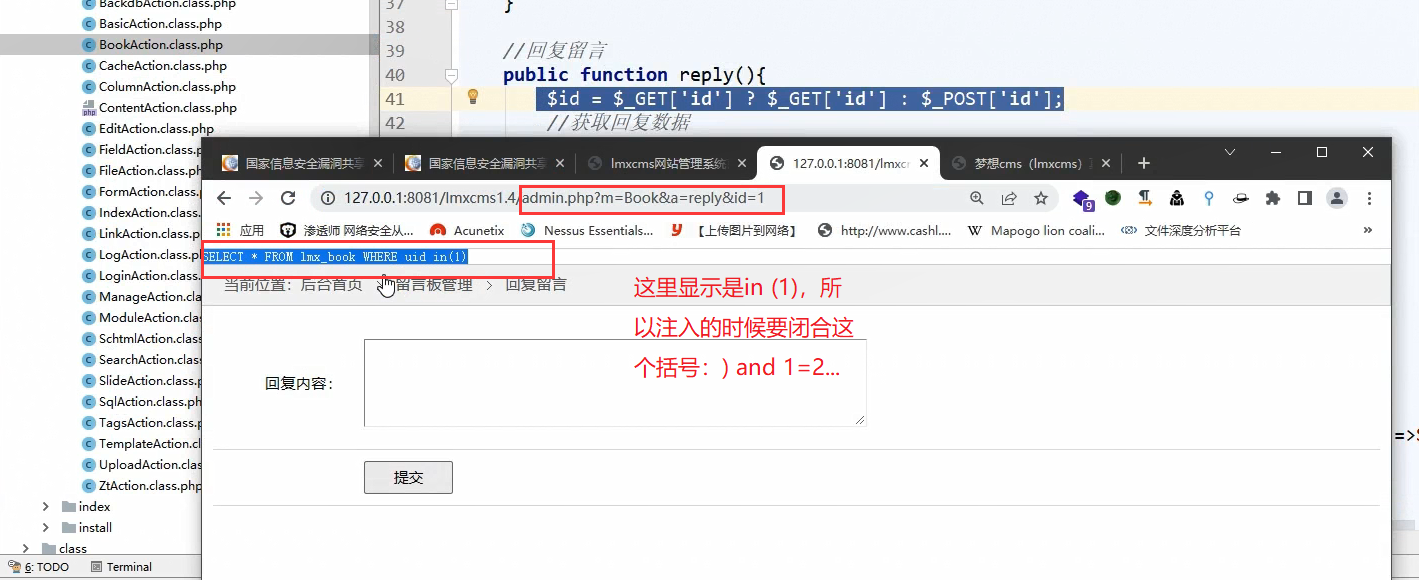 BackdbAction.class.php
BasicAction.class.php
BookAction.class.php
CacheAction.class.php
ColumnAction.class.php
ContentAction.class.php
EditAction.class.php
FieldAction.class.ph
FileAction.class.php
FormAction.class.ph
IndexAction.class.ph
LinkAction.class.php
LogAction.class.php
LoginAction.class.ph
ManageAction.class.
ModuleAction.class.
SchtmlAction.class.
SearchAction.class.p
SlideAction.class.p
SqlAction.class.php
TagsAction.class.p
TemplateAction.cl
UploadAction.class
ZtAction.class.php
index
install
class
6: TODO Terminal
37 }
38
39 //回复留言
40 public function reply(){
41 $id = $_GET['id'] ? $_GET['id'] : $_POST['id'];
42 //获取回复数据
国家信息安全漏洞共享 国家信息安全漏洞共享 lmxcms网站管理系统 127.0.0.1:8081/lmxcr 梦想cms（lmxcms）
127.0.0.1:8081/lmxcms1.4/admin.php?m=Book&a=reply&id=1
9
应用 渗透师 网络安全从... Acunetix Nessus Essentials... 【上传图片到网络】 http://www.cashl.... Mapogo lion coali... 文件深度分析平台 »
SELECT * FROM lmx_book WHERE uid in(1)
当前位置：后台首页 留言板管理 > 回复留言
这里显示是in (1)，所
以注入的时候要闭合这
个括号：) and 1=2...
回复内容：
提交
=>